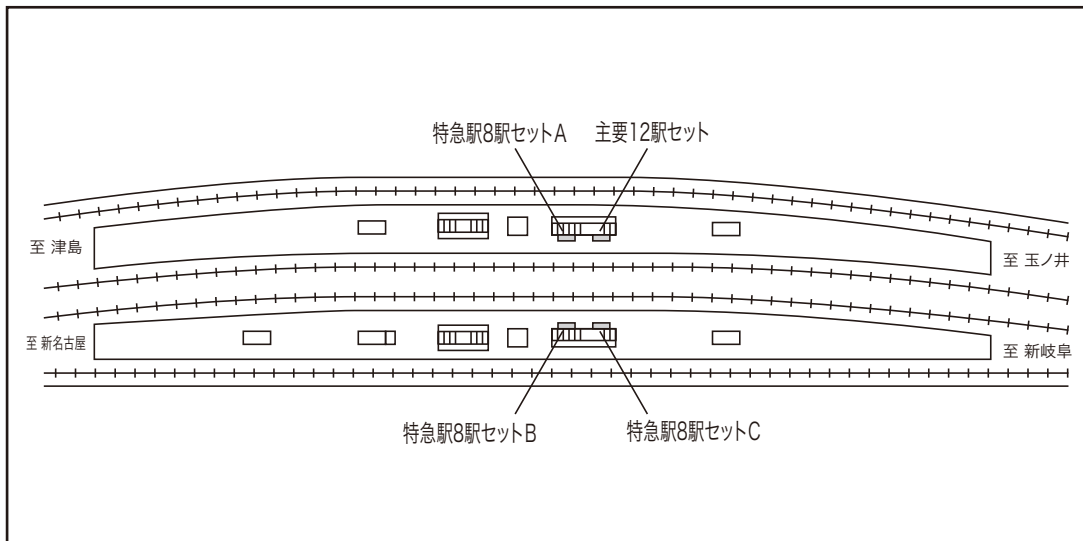 特急駅8駅セットA 主要12駅セット
至 津島
至 玉ノ井
至 新名古屋
至 新岐阜
特急駅8駅セットB 特急駅8駅セットC